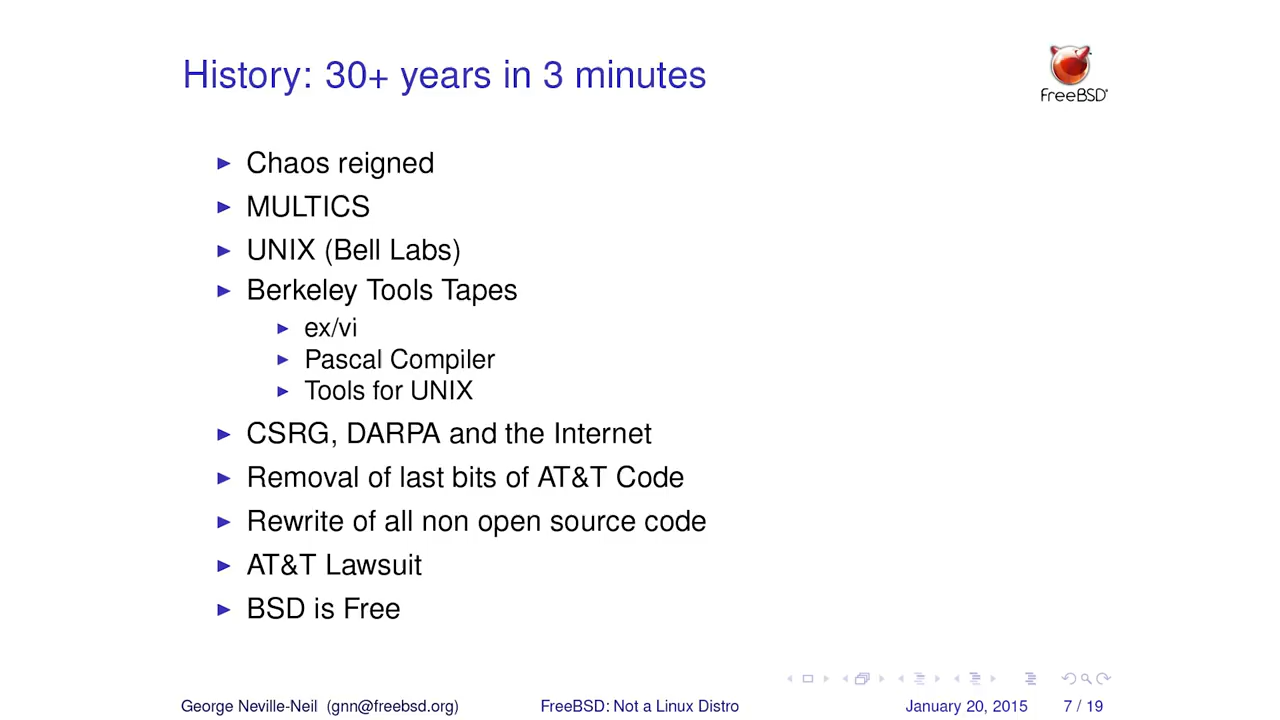 History: 30+ years in 3 minutes
FreeBSD
Chaos reigned
MULTICS
UNIX (Bell Labs)
Berkeley Tools Tapes
ex/vi
Pascal Compiler
Tools for UNIX
CSRG, DARPA and the Internet
Removal of last bits of AT&T Code
Rewrite of all non open source code
AT&T Lawsuit
BSD is Free
George Neville-Neil (gnn@freebsd.org) FreeBSD: Not a Linux Distro January 20, 2015 7 / 19